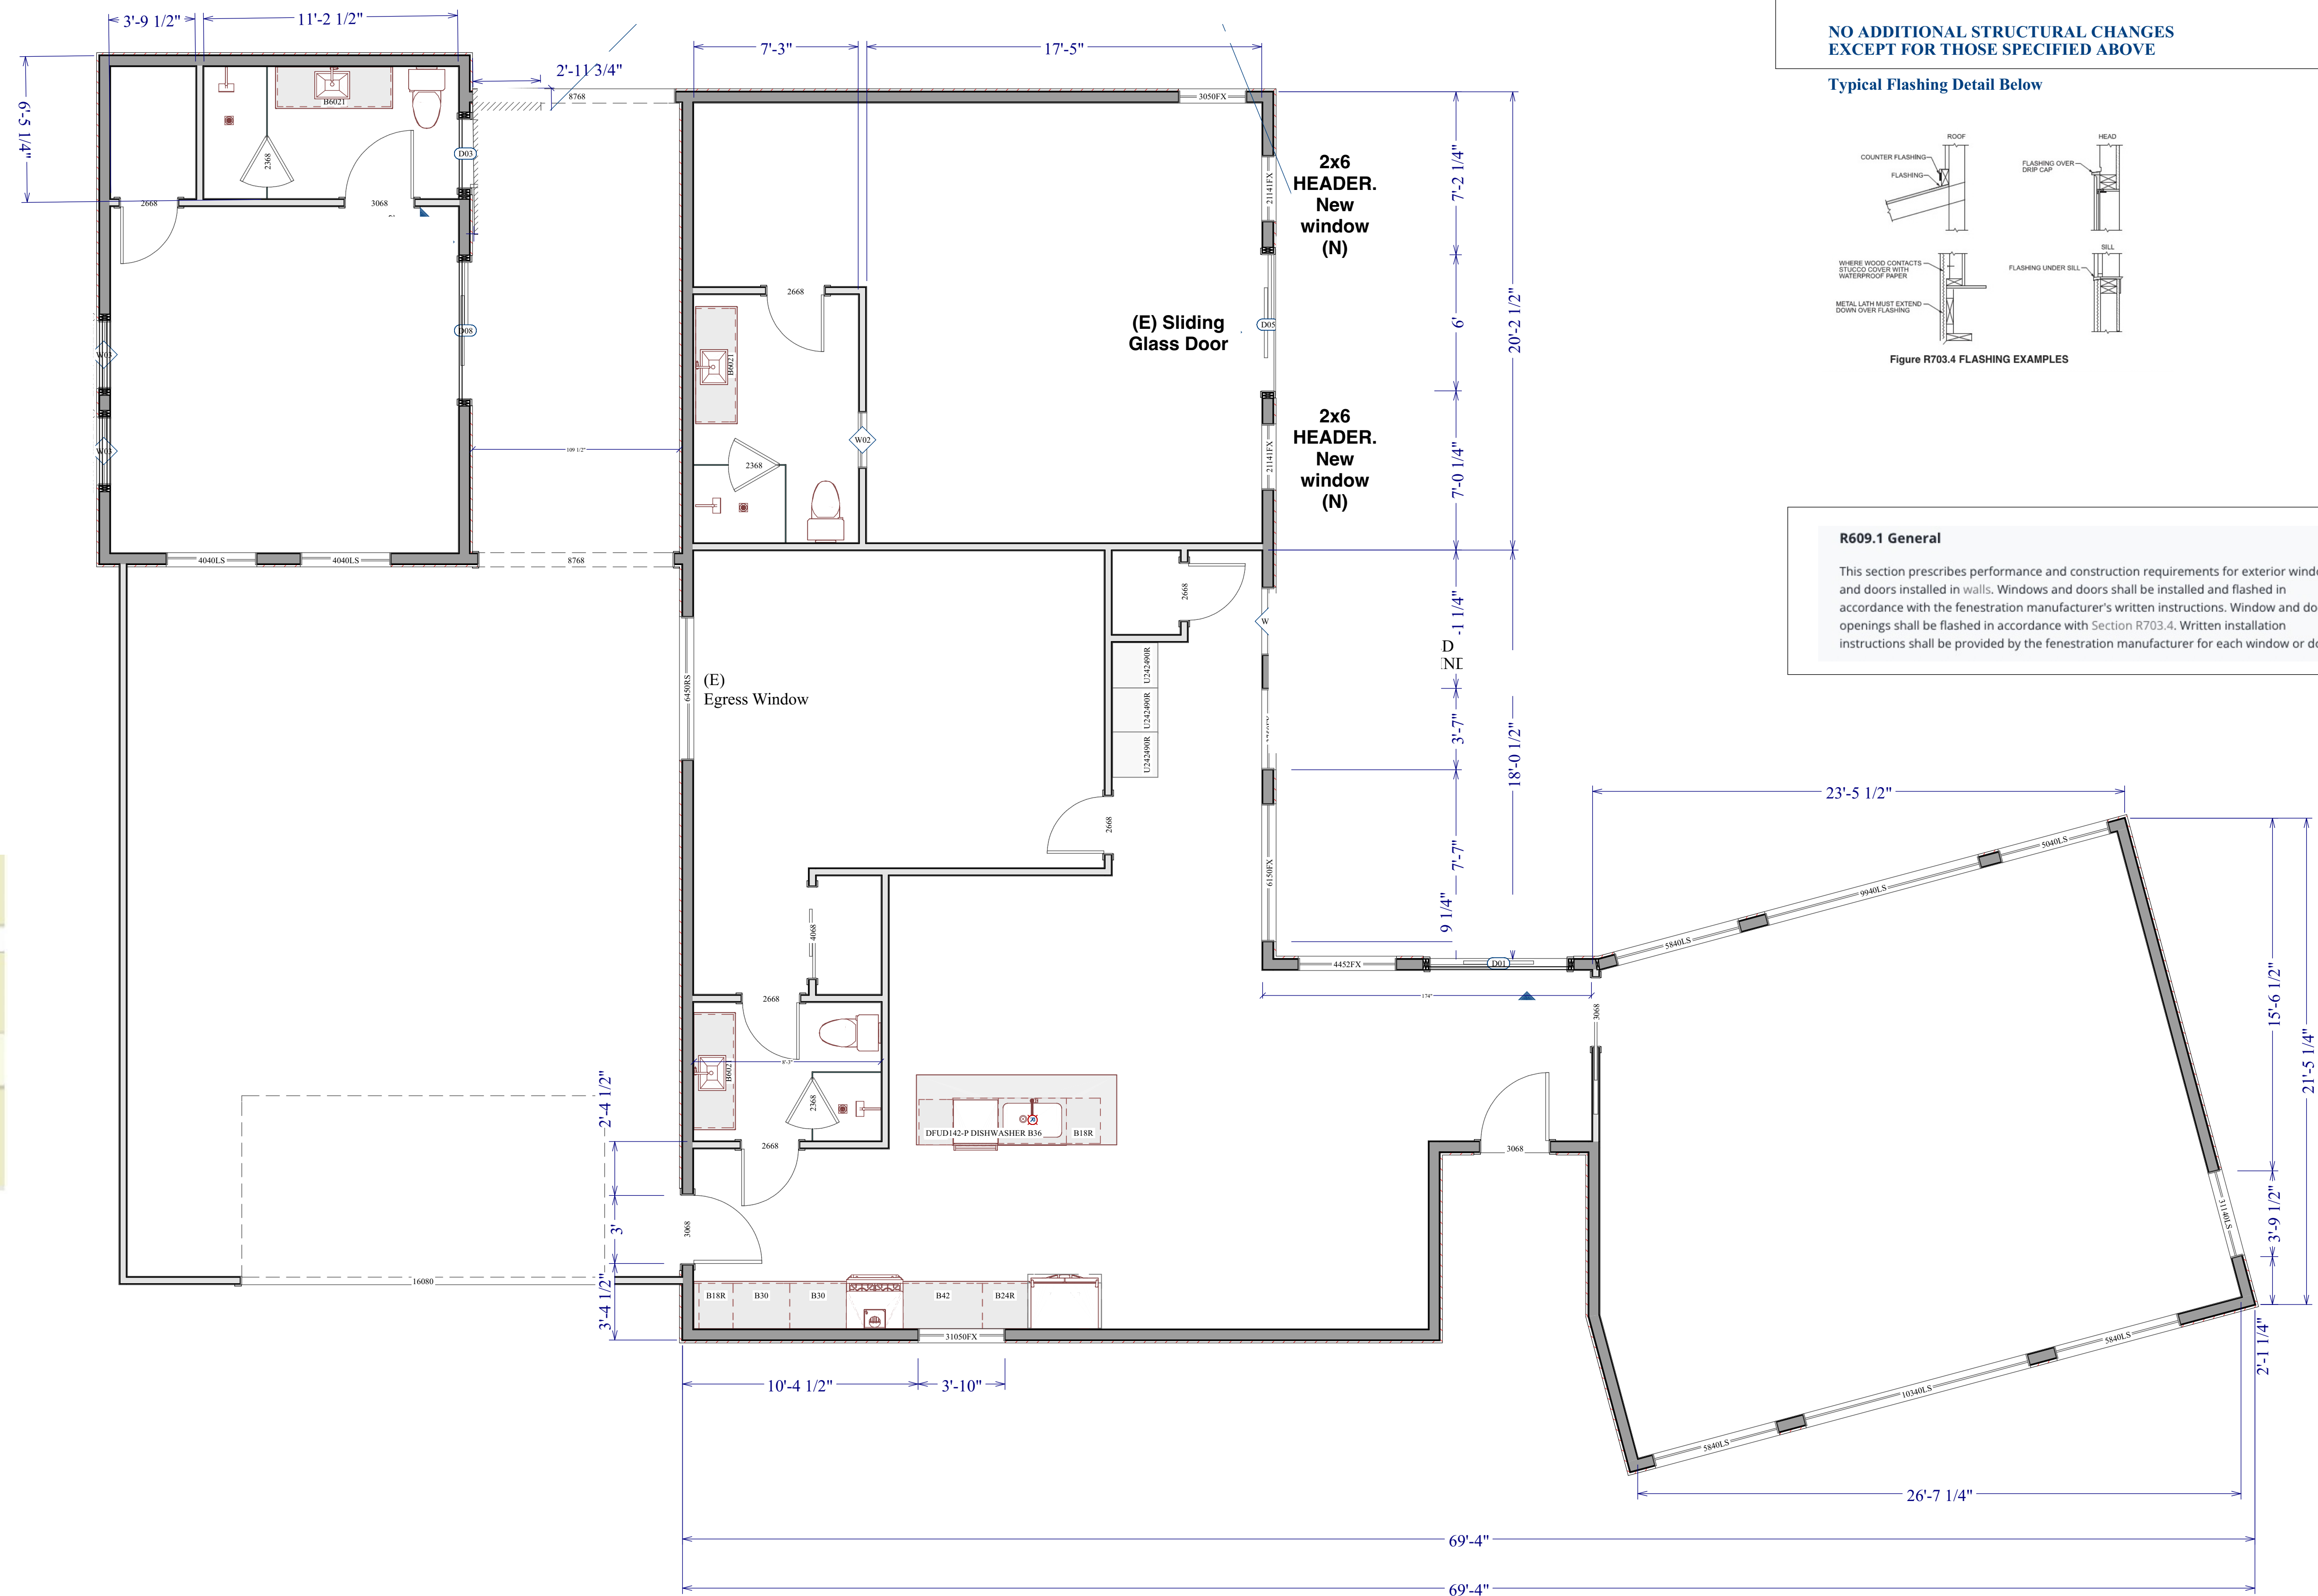 3'-9 1/2"
11'-2 1/2"
2'-11 3/4"
7'-3"
17'-5"
6'-5 1/4"
8768
B6021
2368
D03
2668
3068
D08
W03
W03
109 1/2"
4040LS
4040LS
8768
3050FX
21141FX
2x6
HEADER.
New
window
(N)
7'-2 1/4"
2668
B6021
W02
2368
(E) Sliding
Glass Door
D05
6'
20'-2 1/2"
2x6
HEADER.
New
window
(N)
21141FX
7'-0 1/4"
2668
W
-1 1/4"
U242490R
U242490R
U242490R
(E)
Egress Window
6450RS
3'-7"
18'-0 1/2"
2668
6150FX
7'-7"
9 1/4"
4068
4452FX
D01
174"
3068
2668
B602
8'-3"
2368
2668
DFUD142-P DISHWASHER B36
B18R
3068
2'-4 1/2"
3'
3'-4 1/2"
3068
16080
B18R
B30
B30
B42
B24R
31050FX
10'-4 1/2"
3'-10"
23'-5 1/2"
5840LS
9940LS
5040LS
15'-6 1/2"
21'-5 1/4"
31140LS
3'-9 1/2"
2'-1 1/4"
5840LS
10340LS
5840LS
26'-7 1/4"
69'-4"
69'-4"
NO ADDITIONAL STRUCTURAL CHANGES
EXCEPT FOR THOSE SPECIFIED ABOVE
Typical Flashing Detail Below
ROOF
COUNTER FLASHING
FLASHING
HEAD
FLASHING OVER
DRIP CAP
WHERE WOOD CONTACTS
STUCCO COVER WITH
WATERPROOF PAPER
METAL LATH MUST EXTEND
DOWN OVER FLASHING
SILL
FLASHING UNDER SILL
Figure R703.4 FLASHING EXAMPLES
R609.1 General
This section prescribes performance and construction requirements for exterior windo
and doors installed in walls. Windows and doors shall be installed and flashed in
accordance with the fenestration manufacturer's written instructions. Window and do
openings shall be flashed in accordance with Section R703.4. Written installation
instructions shall be provided by the fenestration manufacturer for each window or do